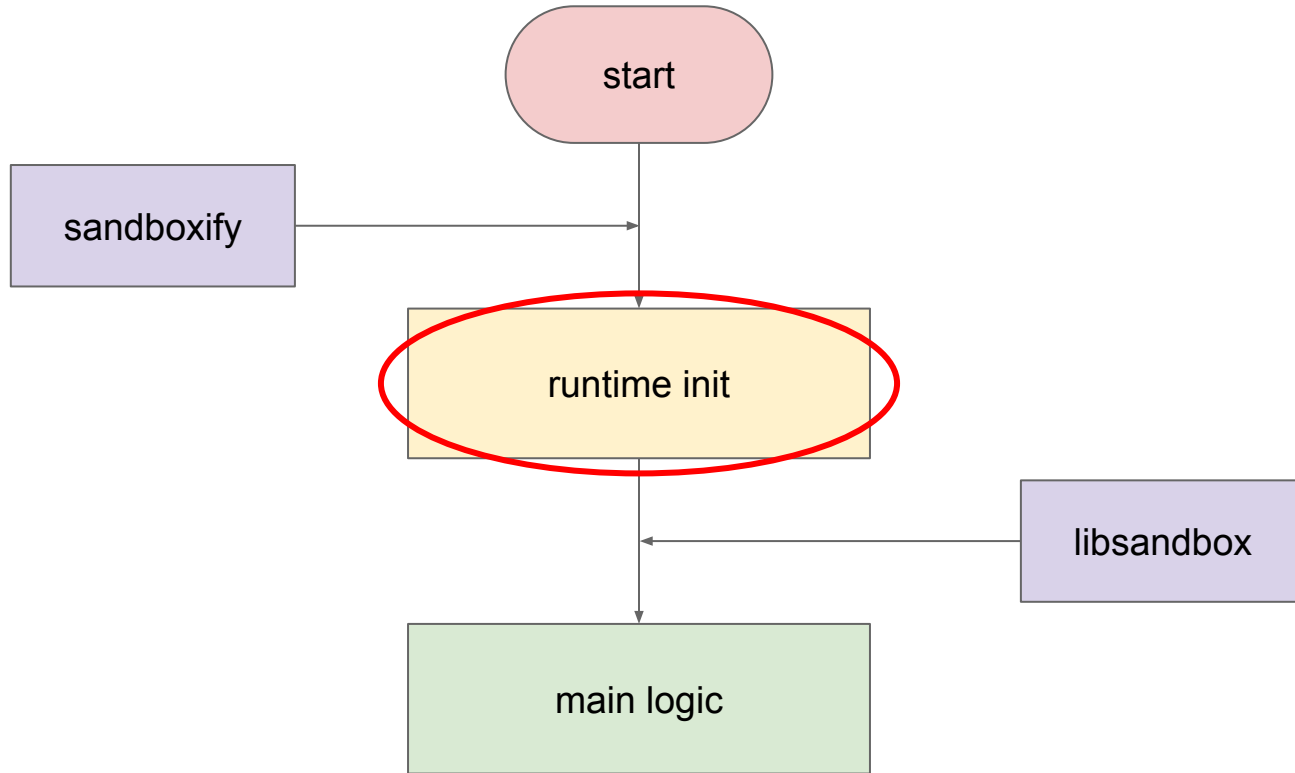 start
sandboxify
runtime init
libsandbox
main logic